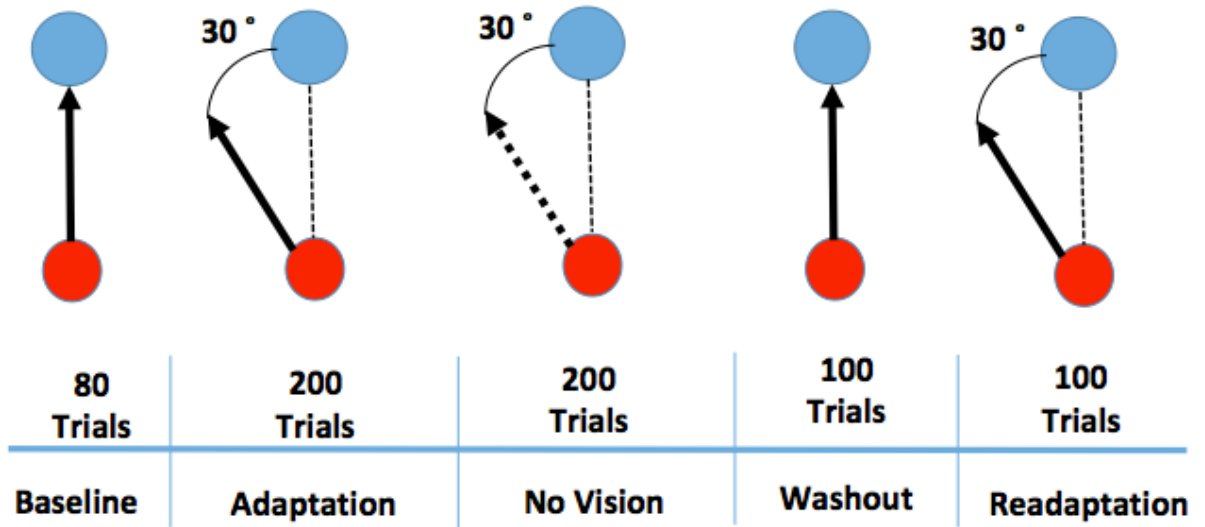 30 °
30 °
30 °
80
Trials
200
Trials
200
Trials
100
Trials
100
Trials
Baseline
Adaptation
No Vision
Washout
Readaptation